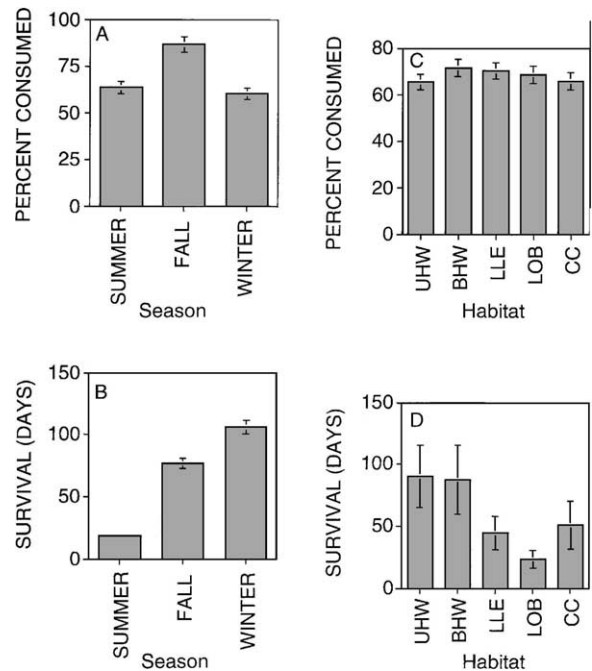 A
PERCENT CONSUMED
100
75
50
25
0
SUMMER
FALL
WINTER
Season
C
PERCENT CONSUMED
80
60
40
20
0
UHW
BHW
LLE
LOB
CC
Habitat
B
SURVIVAL (DAYS)
150
100
50
0
SUMMER
FALL
WINTER
Season
D
SURVIVAL (DAYS)
150
100
50
0
UHW
BHW
LLE
LOB
CC
Habitat